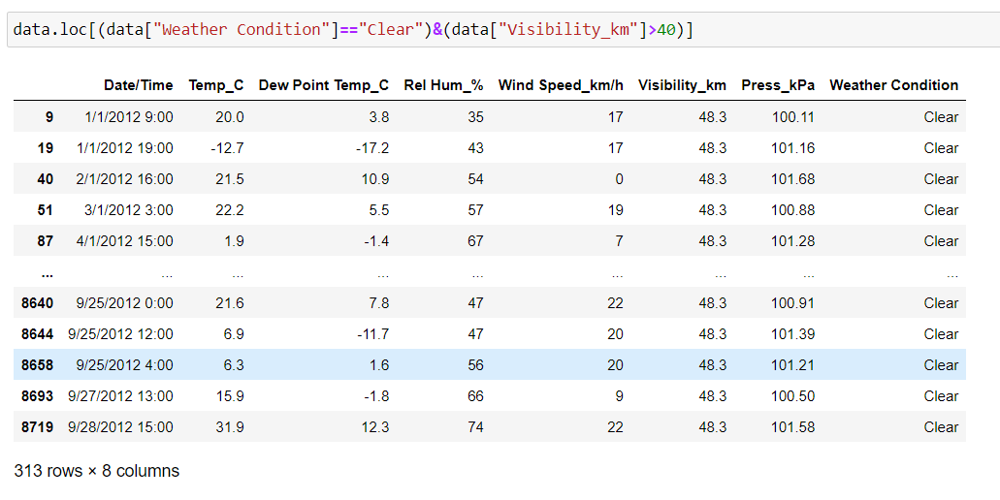 data.loc[(data["Weather Condition"]=="Clear")&(data["Visibility_km"]>40)]
Date/Time Temp_C Dew Point Temp_C Rel Hum_% Wind Speed_km/h Visibility_km Press_kPa Weather Condition
9 1/1/2012 9:00 20.0 3.8 35 17 48.3 100.11 Clear
19 1/1/2012 19:00 -12.7 -17.2 43 17 48.3 101.16 Clear
40 2/1/2012 16:00 21.5 10.9 54 0 48.3 101.68 Clear
51 3/1/2012 3:00 22.2 5.5 57 19 48.3 100.88 Clear
87 4/1/2012 15:00 1.9 -1.4 67 7 48.3 101.28 Clear
... ... ... ... ... ... ... ... ...
8640 9/25/2012 0:00 21.6 7.8 47 22 48.3 100.91 Clear
8644 9/25/2012 12:00 6.9 -11.7 47 20 48.3 101.39 Clear
8658 9/25/2012 4:00 6.3 1.6 56 20 48.3 101.21 Clear
8693 9/27/2012 13:00 15.9 -1.8 66 9 48.3 100.50 Clear
8719 9/28/2012 15:00 31.9 12.3 74 22 48.3 101.58 Clear
313 rows × 8 columns